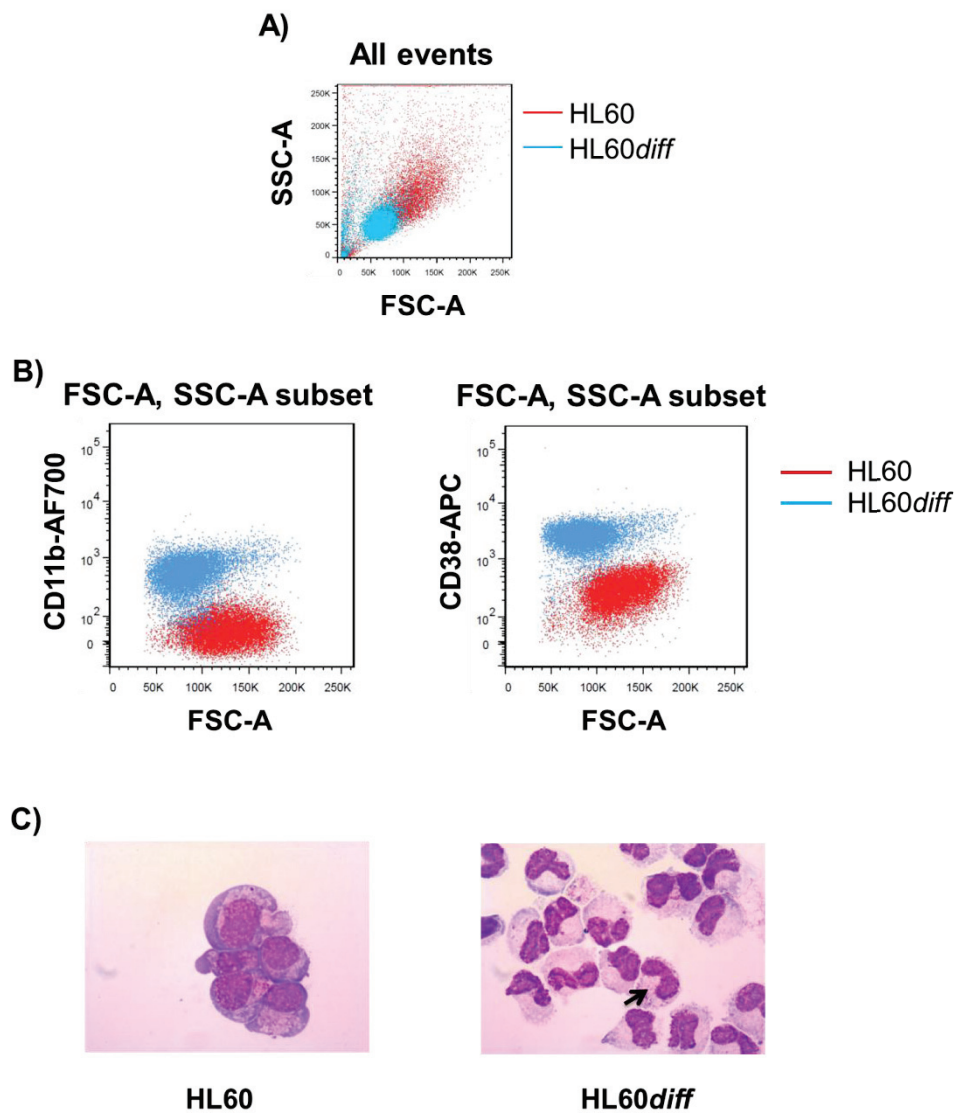 A)
All events
SSC-A
250K
200K
150K
100K
50K
0
0 50K 100K 150K 200K 250K
FSC-A
HL60
HL60diff
B)
FSC-A, SSC-A subset
CD11b-AF700
10^5
10^4
10^3
10^2
0
0 50K 100K 150K 200K 250K
FSC-A
FSC-A, SSC-A subset
CD38-APC
10^5
10^4
10^3
10^2
0
0 50K 100K 150K 200K 250K
FSC-A
HL60
HL60diff
C)
HL60
HL60diff